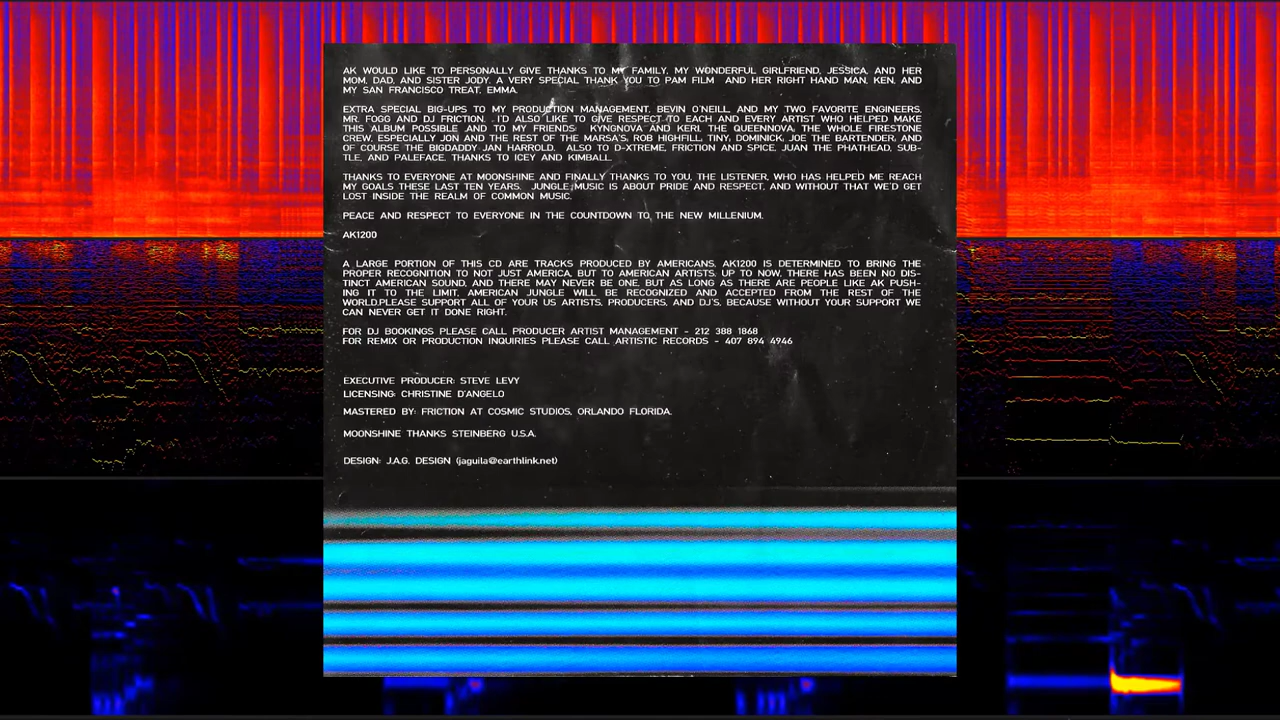 AK WOULD LIKE TO PERSONALLY GIVE THANKS TO MY FAMILY, MY WONDERFUL GIRLFRIEND, JESSICA, AND HER
MOM, DAD, AND SISTER JODY. A VERY SPECIAL THANK YOU TO PAM FILM AND HER RIGHT HAND MAN, KEN, AND
MY SAN FRANCISCO TREAT, EMMA.
EXTRA SPECIAL BIG-UPS TO MY PRODUCTION MANAGEMENT, BEVIN O'NEILL, AND MY TWO FAVORITE ENGINEERS,
MR. FOGG AND DJ FRICTION. I'D ALSO LIKE TO GIVE RESPECT TO EACH AND EVERY ARTIST WHO HELPED MAKE
THIS ALBUM POSSIBLE AND TO MY FRIENDS: KYNGNOVA AND KERI, THE QUEENNOVA, THE WHOLE FIRESTONE
CREW, ESPECIALLY JON AND THE REST OF THE MARSA'S, ROB HIGHFILL, TINY, DOMINICK, JOE THE BARTENDER, AND
OF COURSE THE BIGDADDY JAN HARROLD. ALSO TO D-XTREME, FRICTION AND SPICE, JUAN THE PHATHEAD, SUB-
TLE, AND PALEFACE. THANKS TO ICEY AND KIMBALL.
THANKS TO EVERYONE AT MOONSHINE AND FINALLY THANKS TO YOU, THE LISTENER, WHO HAS HELPED ME REACH
MY GOALS THESE LAST TEN YEARS. JUNGLE MUSIC IS ABOUT PRIDE AND RESPECT, AND WITHOUT THAT WE'D GET
LOST INSIDE THE REALM OF COMMON MUSIC.
PEACE AND RESPECT TO EVERYONE IN THE COUNTDOWN TO THE NEW MILLENIUM.
AK1200
A LARGE PORTION OF THIS CD ARE TRACKS PRODUCED BY AMERICANS. AK1200 IS DETERMINED TO BRING THE
PROPER RECOGNITION TO NOT JUST AMERICA, BUT TO AMERICAN ARTISTS. UP TO NOW, THERE HAS BEEN NO DIS-
TINCT AMERICAN SOUND, AND THERE MAY NEVER BE ONE, BUT AS LONG AS THERE ARE PEOPLE LIKE AK PUSH-
ING IT TO THE LIMIT, AMERICAN JUNGLE WILL BE RECOGNIZED AND ACCEPTED FROM THE REST OF THE
WORLD.PLEASE SUPPORT ALL OF YOUR US ARTISTS, PRODUCERS, AND DJ'S, BECAUSE WITHOUT YOUR SUPPORT WE
CAN NEVER GET IT DONE RIGHT.
FOR DJ BOOKINGS PLEASE CALL PRODUCER ARTIST MANAGEMENT - 212 388 1868
FOR REMIX OR PRODUCTION INQUIRIES PLEASE CALL ARTISTIC RECORDS - 407 894 4946
EXECUTIVE PRODUCER: STEVE LEVY
LICENSING: CHRISTINE D'ANGELO
MASTERED BY: FRICTION AT COSMIC STUDIOS, ORLANDO FLORIDA.
MOONSHINE THANKS STEINBERG U.S.A.
DESIGN: J.A.G. DESIGN (jaguila@earthlink.net)